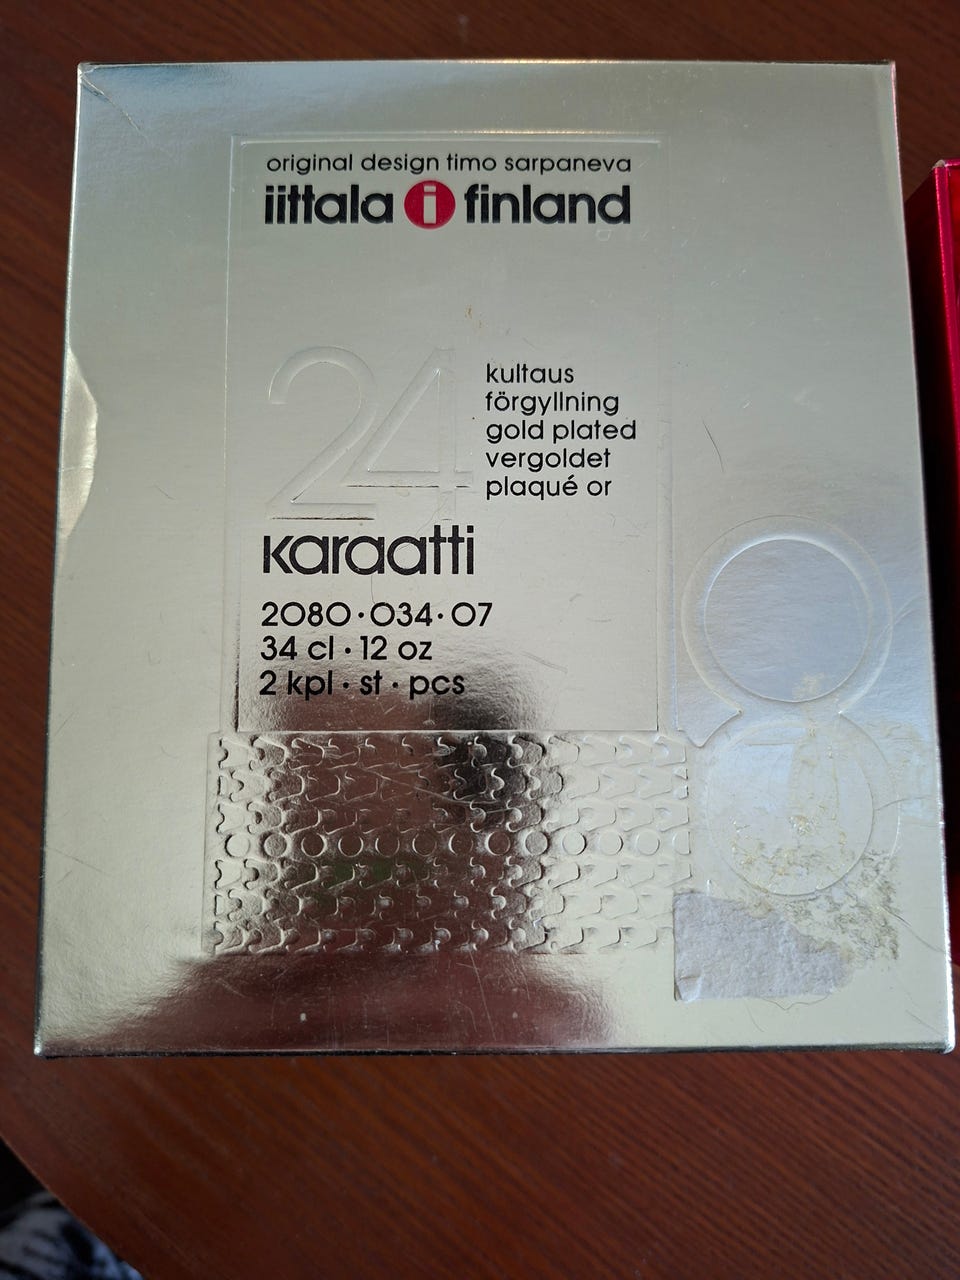 original design timo sarpaneva
iittala i finland
24
kultaus
förgyllning
gold plated
vergoldet
plaqué or
karaatti
2080·034·07
34 cl · 12 oz
2 kpl · st · pcs